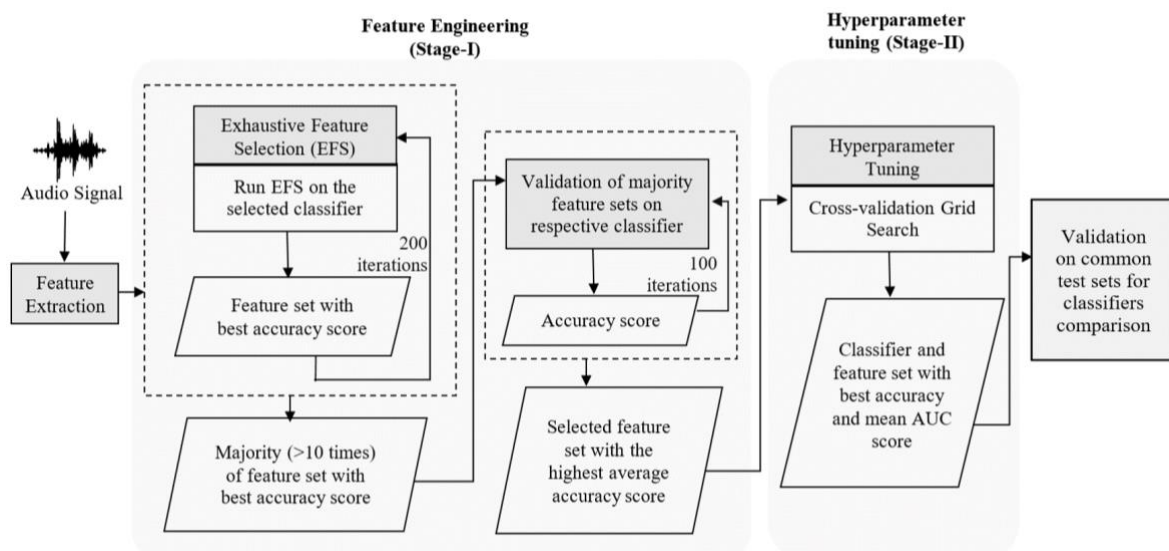 Feature Engineering
(Stage-I)
Hyperparameter
tuning (Stage-II)
Audio Signal
Feature
Extraction
Exhaustive Feature
Selection (EFS)
Run EFS on the
selected classifier
200
iterations
Feature set with
best accuracy score
Majority (>10 times)
of feature set with
best accuracy score
Validation of majority
feature sets on
respective classifier
100
iterations
Accuracy score
Selected feature
set with the
highest average
accuracy score
Hyperparameter
Tuning
Cross-validation Grid
Search
Classifier and
feature set with
best accuracy
and mean AUC
score
Validation
on common
test sets for
classifiers
comparison